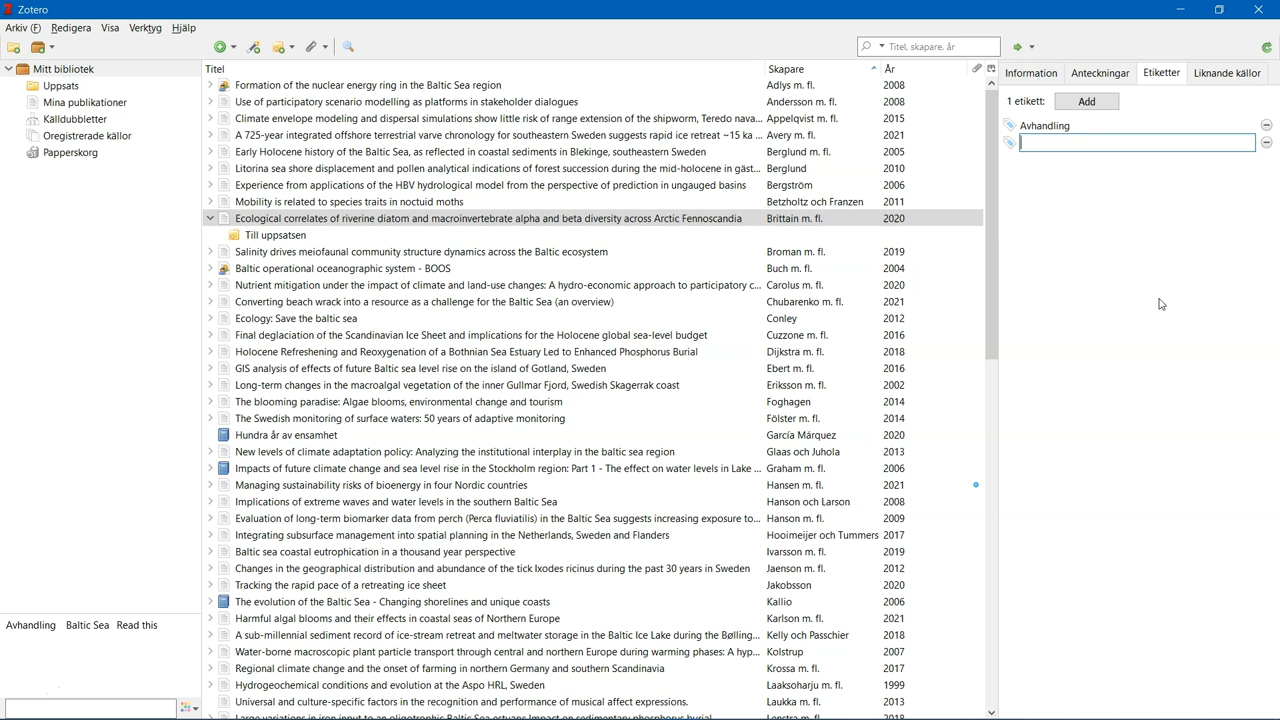 Zotero
Arkiv (F) Redigera Visa Verktyg Hjälp
Titel, skapare, år
Mitt bibliotek
Uppsats
Mina publikationer
Källdubbletter
Oregistrerade källor
Papperskorg
Titel Skapare År
Formation of the nuclear energy ring in the Baltic Sea region Adlys m. fl. 2008
Use of participatory scenario modelling as platforms in stakeholder dialogues Andersson m. fl. 2008
Climate envelope modeling and dispersal simulations show little risk of range extension of the shipworm, Teredo nava... Appelqvist m. fl. 2015
A 725-year integrated offshore terrestrial varve chronology for southeastern Sweden suggests rapid ice retreat ~15 ka ... Avery m. fl. 2021
Early Holocene history of the Baltic Sea, as reflected in coastal sediments in Blekinge, southeastern Sweden Berglund m. fl. 2005
Litorina sea shore displacement and pollen analytical indications of forest succession during the mid-holocene in gäst... Berglund 2010
Experience from applications of the HBV hydrological model from the perspective of prediction in ungauged basins Bergström 2006
Mobility is related to species traits in noctuid moths Betzholtz och Franzen 2011
Ecological correlates of riverine diatom and macroinvertebrate alpha and beta diversity across Arctic Fennoscandia Brittain m. fl. 2020
Till uppsatsen
Salinity drives meiofaunal community structure dynamics across the Baltic ecosystem Broman m. fl. 2019
Baltic operational oceanographic system - BOOS Buch m. fl. 2004
Nutrient mitigation under the impact of climate and land-use changes: A hydro-economic approach to participatory c... Carolus m. fl. 2020
Converting beach wrack into a resource as a challenge for the Baltic Sea (an overview) Chubarenko m. fl. 2021
Ecology: Save the baltic sea Conley 2012
Final deglaciation of the Scandinavian Ice Sheet and implications for the Holocene global sea-level budget Cuzzone m. fl. 2016
Holocene Refreshening and Reoxygenation of a Bothnian Sea Estuary Led to Enhanced Phosphorus Burial Dijkstra m. fl. 2018
GIS analysis of effects of future Baltic sea level rise on the island of Gotland, Sweden Ebert m. fl. 2016
Long-term changes in the macroalgal vegetation of the inner Gullmar Fjord, Swedish Skagerrak coast Eriksson m. fl. 2002
The blooming paradise: Algae blooms, environmental change and tourism Foghagen 2014
The Swedish monitoring of surface waters: 50 years of adaptive monitoring Fölster m. fl. 2014
Hundra år av ensamhet García Márquez 2020
New levels of climate adaptation policy: Analyzing the institutional interplay in the baltic sea region Glaas och Juhola 2013
Impacts of future climate change and sea level rise in the Stockholm region: Part 1 - The effect on water levels in Lake ... Graham m. fl. 2006
Managing sustainability risks of bioenergy in four Nordic countries Hansen m. fl. 2021
Implications of extreme waves and water levels in the southern Baltic Sea Hanson och Larson 2008
Evaluation of long-term biomarker data from perch (Perca fluviatilis) in the Baltic Sea suggests increasing exposure to... Hanson m. fl. 2009
Integrating subsurface management into spatial planning in the Netherlands, Sweden and Flanders Hooimeijer och Tummers 2017
Baltic sea coastal eutrophication in a thousand year perspective Ivarsson m. fl. 2019
Changes in the geographical distribution and abundance of the tick Ixodes ricinus during the past 30 years in Sweden Jaenson m. fl. 2012
Tracking the rapid pace of a retreating ice sheet Jakobsson 2020
The evolution of the Baltic Sea - Changing shorelines and unique coasts Kallio 2006
Harmful algal blooms and their effects in coastal seas of Northern Europe Karlson m. fl. 2021
A sub-millennial sediment record of ice-stream retreat and meltwater storage in the Baltic Ice Lake during the Bølling... Kelly och Passchier 2018
Water-borne macroscopic plant particle transport through central and northern Europe during warming phases: A hyp... Kolstrup 2007
Regional climate change and the onset of farming in northern Germany and southern Scandinavia Krossa m. fl. 2017
Hydrogeochemical conditions and evolution at the Aspo HRL, Sweden Laaksoharju m. fl. 1999
Universal and culture-specific factors in the recognition and performance of musical affect expressions. Laukka m. fl. 2013
Large variations in iron input to an oligotrophic Baltic Sea estuary Impact on sedimentary phosphorus burial Lenstra m. fl. 2018
Avhandling Baltic Sea Read this
Information Anteckningar Etiketter Liknande källor
1 etikett: Add
Avhandling